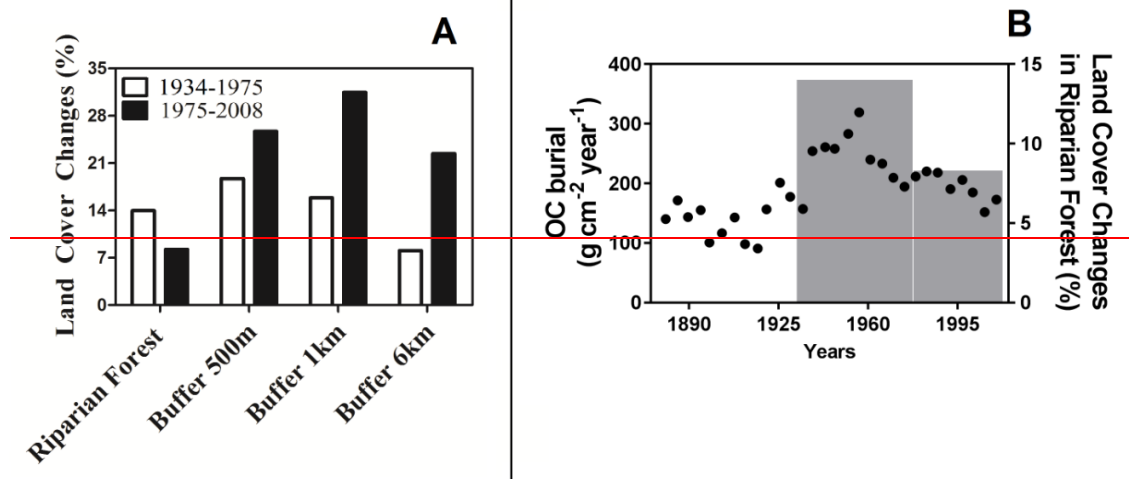 A
Land Cover Changes (%)
35
28
21
14
7
0
1934-1975
1975-2008
Riparian Forest
Buffer 500m
Buffer 1km
Buffer 6km
B
OC burial
(g cm-2 year-1)
400
300
200
100
0
15
10
5
0
Land Cover Changes
in Riparian Forest (%)
1890
1925
1960
1995
Years